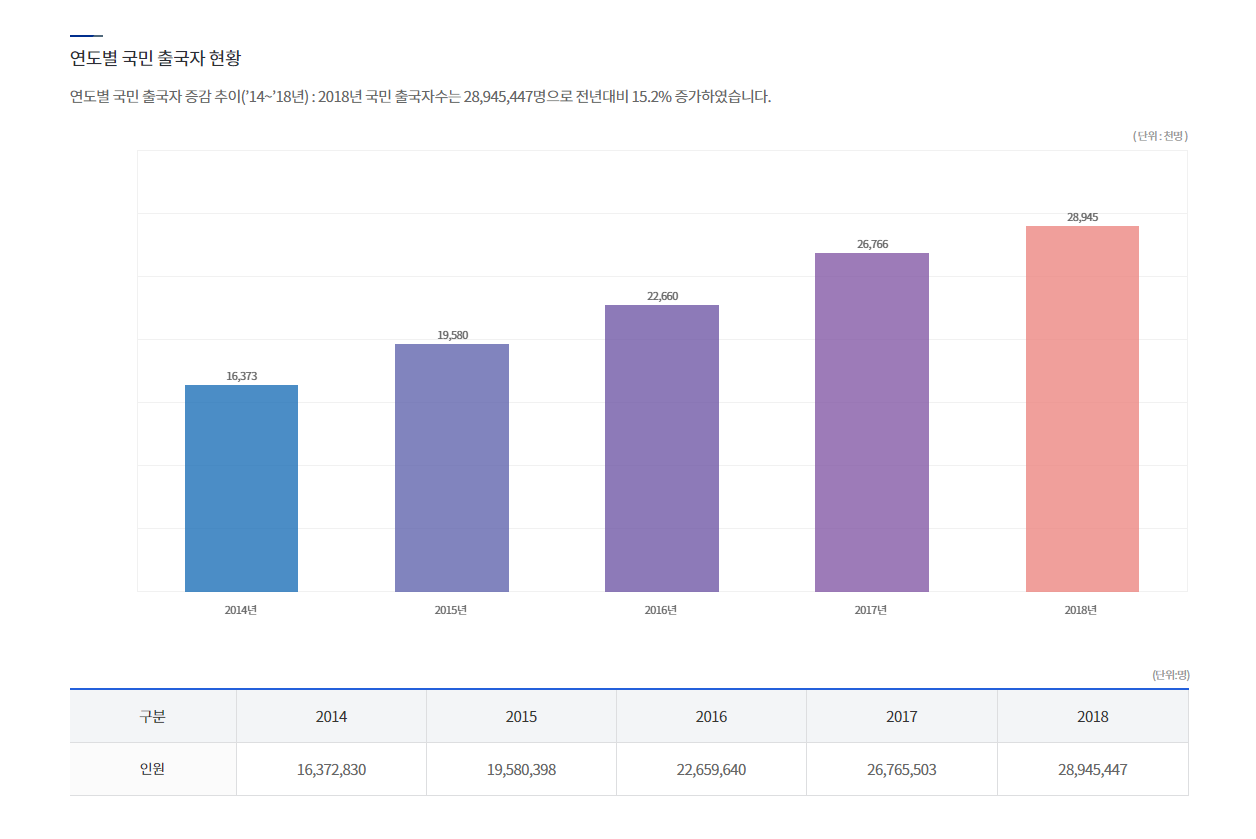 연도별 국민 출국자 현황
연도별 국민 출국자 증감 추이(’14~’18년) : 2018년 국민 출국자수는 28,945,447명으로 전년대비 15.2% 증가하였습니다.
( 단위 : 천명 )
28,945
26,766
22,660
19,580
16,373
2014년 2015년 2016년 2017년 2018년
(단위:명)
구분 2014 2015 2016 2017 2018
인원 16,372,830 19,580,398 22,659,640 26,765,503 28,945,447